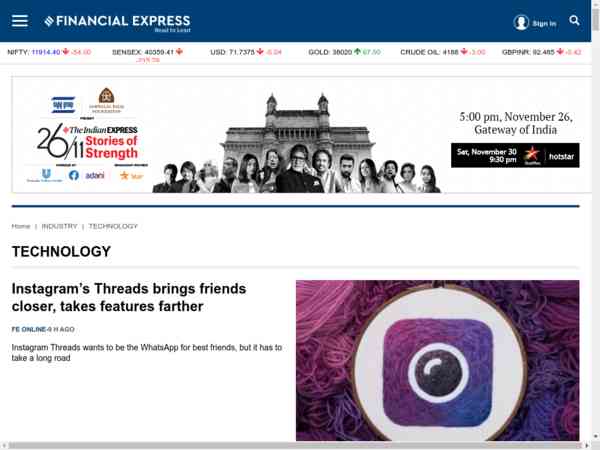 FINANCIAL EXPRESS
Read to Lead
Sign in
NIFTY: 11914.40 -54.00 SENSEX: 40359.41 USD: 71.7375 -0.04 GOLD: 38020 67.00 CRUDE OIL: 4188 -3.00 GBPINR: 92.485 -0.42
PRESENT
26/11 The Indian EXPRESS
Stories of
Strength
facebook adani star
5:00 pm, November 26,
Gateway of India
Sat, November 30
9:30 pm
hotstar
Home | INDUSTRY | TECHNOLOGY
TECHNOLOGY
Instagram’s Threads brings friends
closer, takes features farther
FE ONLINE-9 H AGO
Instagram Threads wants to be the WhatsApp for best friends, but it has to
take a long road